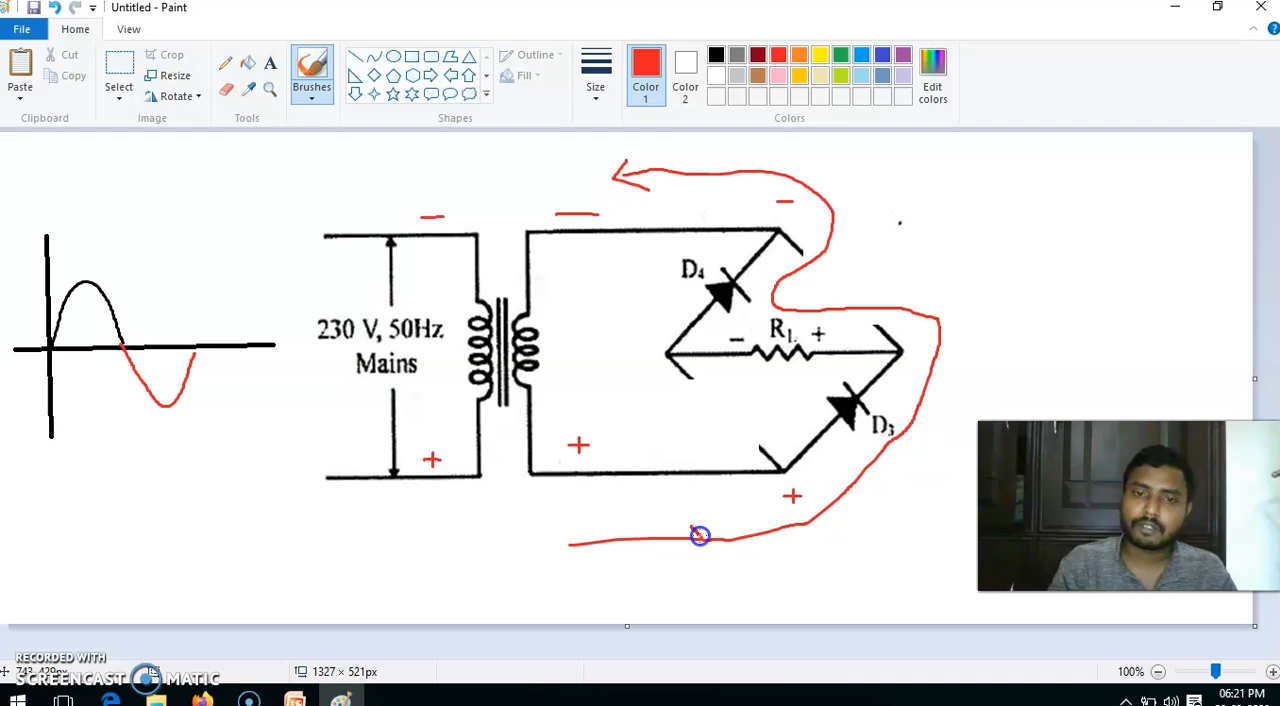 Untitled - Paint
File Home View
Paste
Cut
Copy
Clipboard
Select
Crop
Resize
Rotate
Image
A
Tools
Brushes
Outline
Fill
Shapes
Size
Color 1
Color 2
Edit colors
Colors
− − −
D4
230 V, 50Hz
Mains
− RL +
D3
+ + +
RECORDED WITH
SCREENCAST MATIC
1327 × 521px
100%
06:21 PM